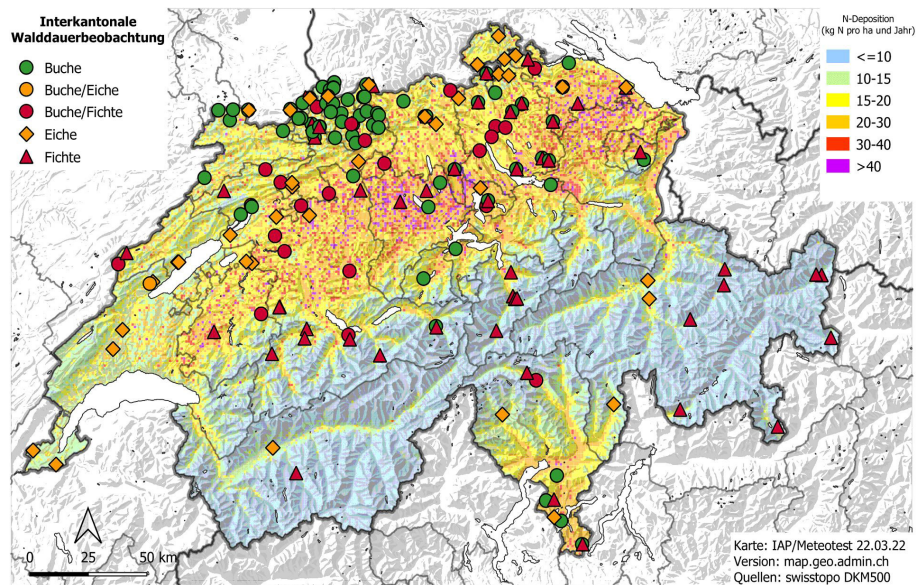 Interkantonale
Walddauerbeobachtung
Buche
Buche/Eiche
Buche/Fichte
Eiche
Fichte
N-Deposition
(kg N pro ha und Jahr)
<=10
10-15
15-20
20-30
30-40
>40
0 25 50 km
Karte: IAP/Meteotest 22.03.22
Version: map.geo.admin.ch
Quellen: swisstopo DKM500